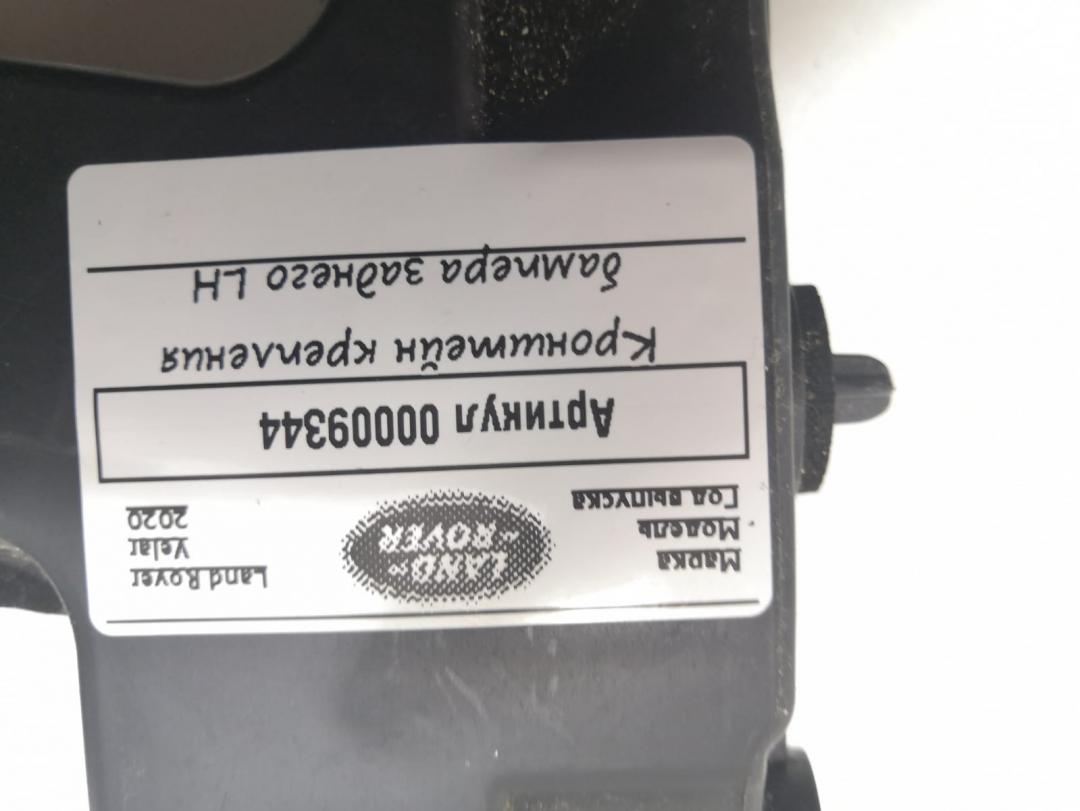 Марка Land Rover
Модель Velar
Год выпуска 2020
LAND
ROVER
Артикул 00009344
Кронштейн крепления
бампера заднего LH